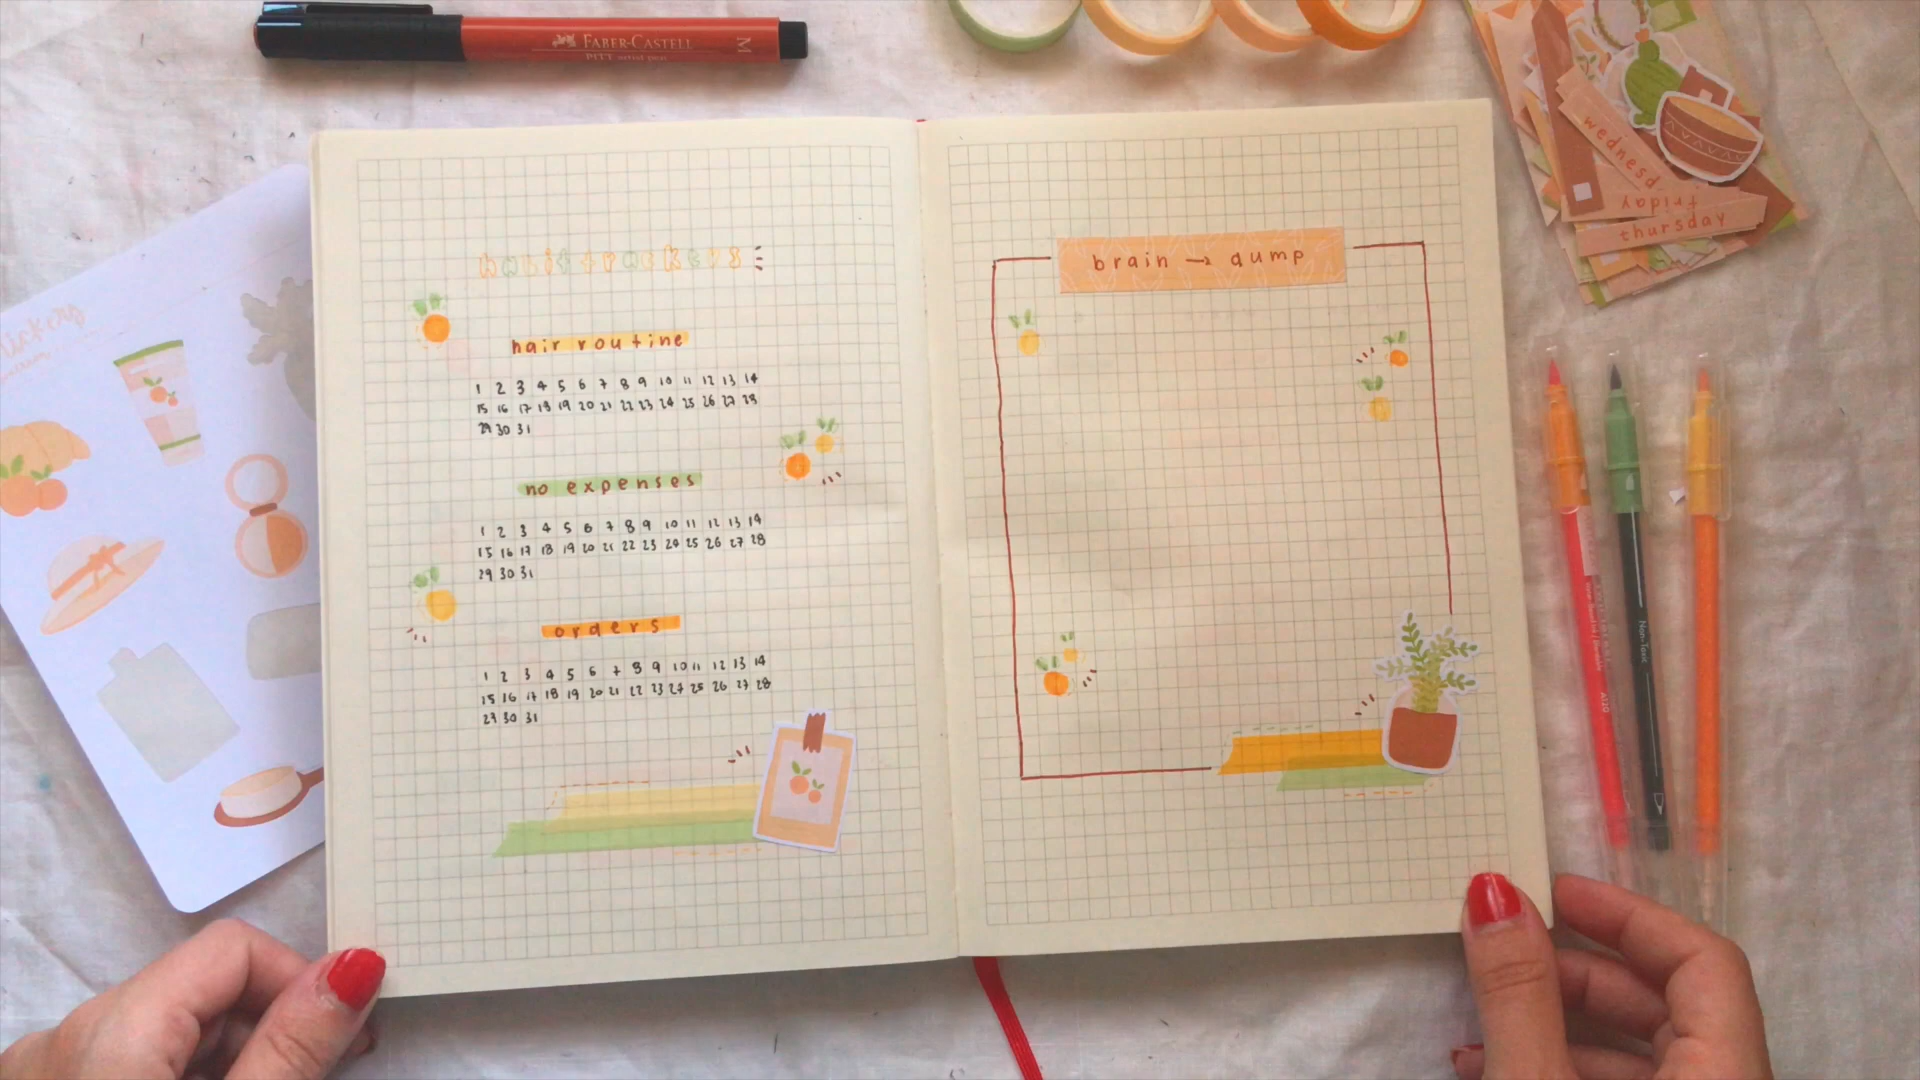 FABER-CASTELL
PITT artist pen
M
habit trackers
hair routine
1 2 3 4 5 6 7 8 9 10 11 12 13 14
15 16 17 18 19 20 21 22 23 24 25 26 27 28
29 30 31
no expenses
1 2 3 4 5 6 7 8 9 10 11 12 13 14
15 16 17 18 19 20 21 22 23 24 25 26 27 28
29 30 31
orders
1 2 3 4 5 6 7 8 9 10 11 12 13 14
15 16 17 18 19 20 21 22 23 24 25 26 27 28
29 30 31
brain → dump
wednesd
friday
thursday
Non-Toxic